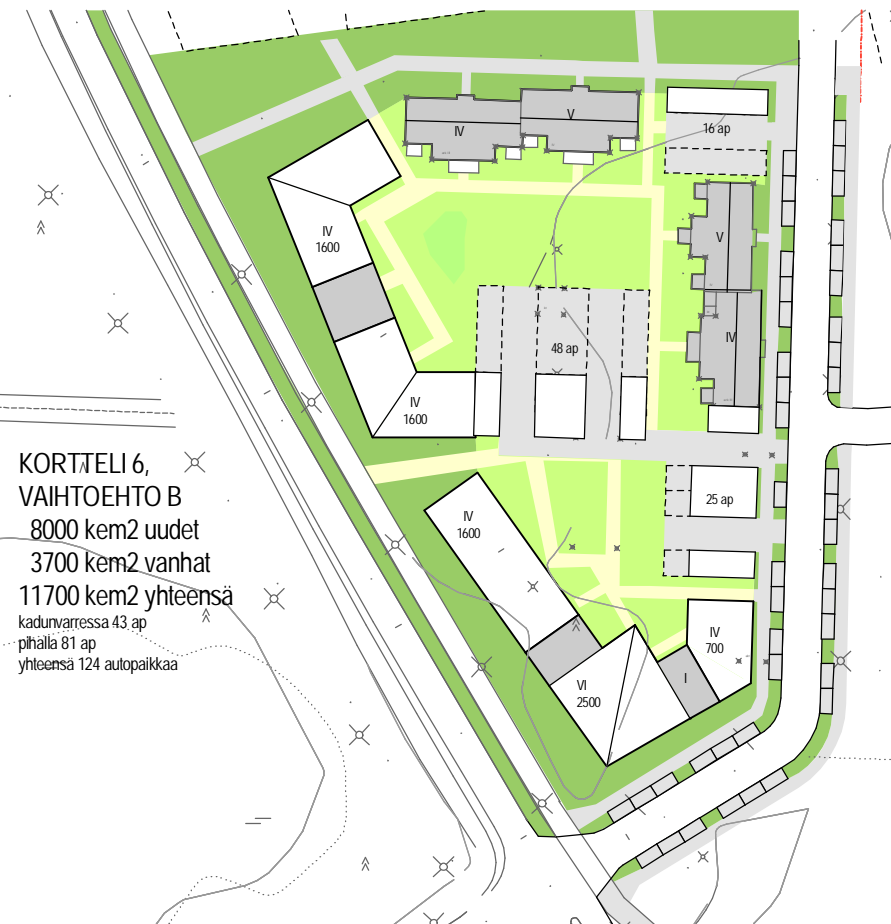 IV
V
16 ap
IV
1600
V
IV
48 ap
IV
1600
KORTTELI 6,
VAIHTOEHTO B
8000 kem2 uudet
3700 kem2 vanhat
11700 kem2 yhteensä
kadunvarressa 43 ap
pihalla 81 ap
yhteensä 124 autopaikkaa
25 ap
IV
1600
IV
700
I
VI
2500